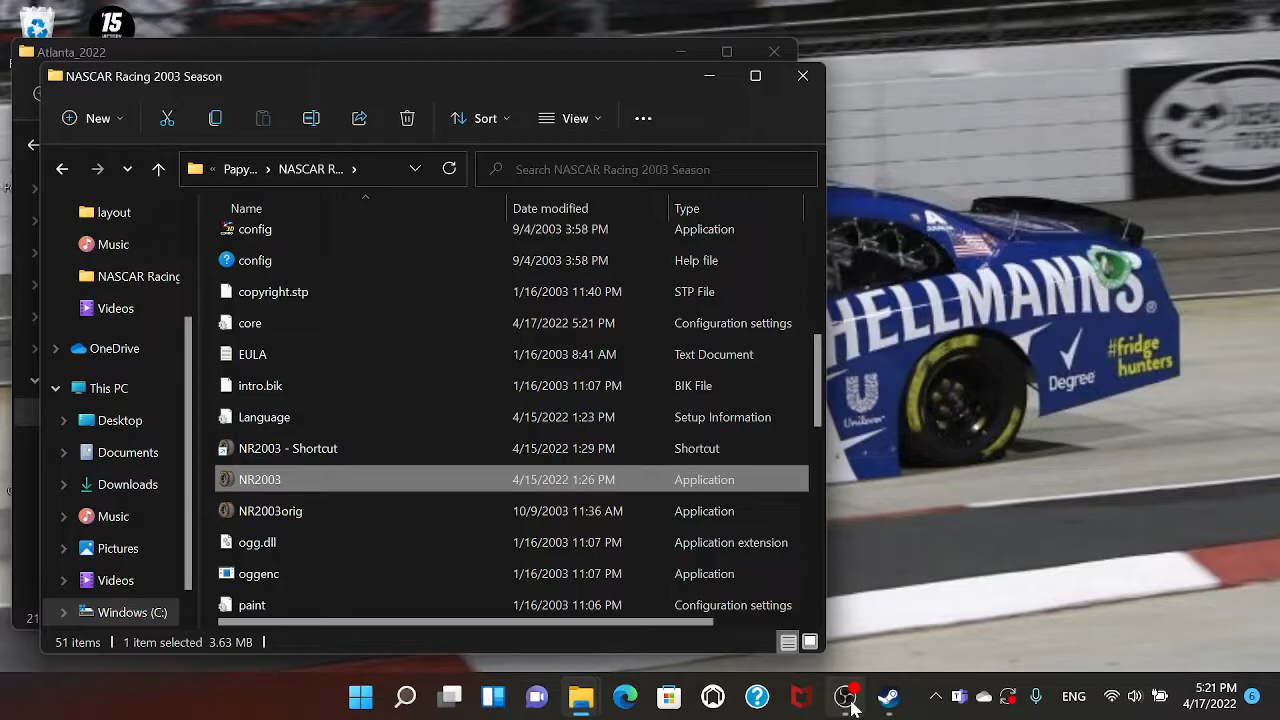 15
Atlanta_2022
NASCAR Racing 2003 Season
New
Sort
View
« Papy... > NASCAR R... >
Search NASCAR Racing 2003 Season
Name
Date modified
Type
layout
Music
NASCAR Racing
Videos
OneDrive
This PC
Desktop
Documents
Downloads
Music
Pictures
Videos
Windows (C:)
Config 9/4/2003 3:58 PM Application
config 9/4/2003 3:58 PM Help file
copyright.stp 1/16/2003 11:40 PM STP File
core 4/17/2022 5:21 PM Configuration settings
EULA 1/16/2003 8:41 AM Text Document
intro.bik 1/16/2003 11:07 PM BIK File
Language 4/15/2022 1:23 PM Setup Information
NR2003 - Shortcut 4/15/2022 1:29 PM Shortcut
NR2003 4/15/2022 1:26 PM Application
NR2003orig 10/9/2003 11:36 AM Application
ogg.dll 1/16/2003 11:07 PM Application extension
oggenc 1/16/2003 11:07 PM Application
paint 1/16/2003 11:06 PM Configuration settings
51 items
1 item selected 3.63 MB
HELLMANN'S
®
#fridge
hunters
Degree
Unilever
ENG
5:21 PM
4/17/2022
6